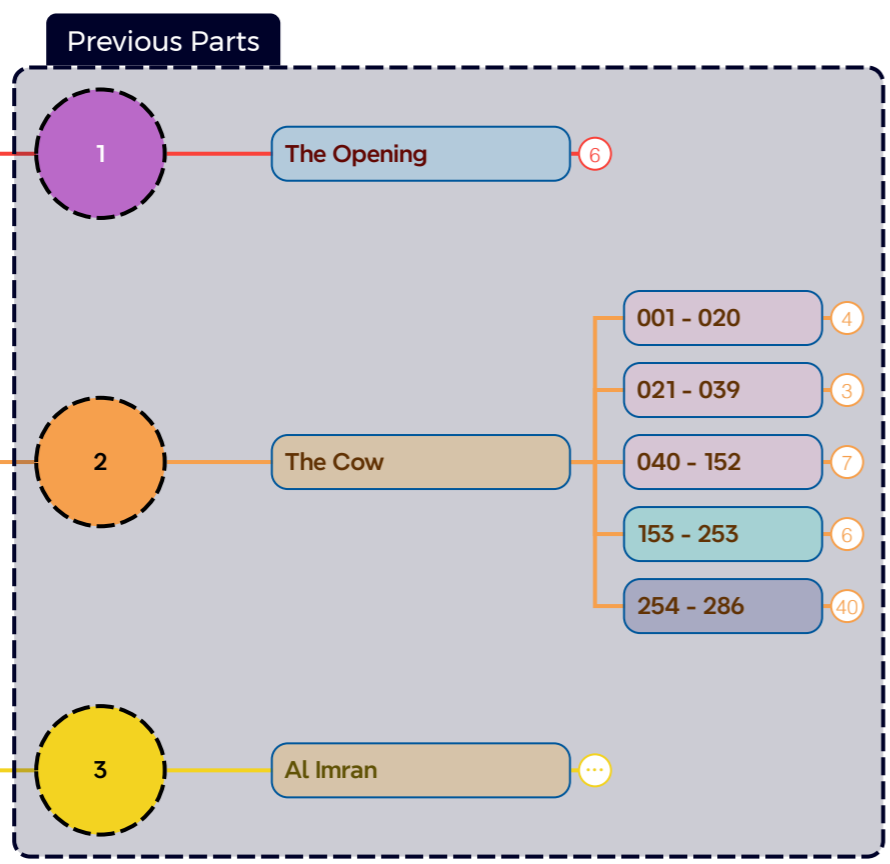 Previous Parts
1
The Opening
6
2
The Cow
001 - 020
4
021 - 039
3
040 - 152
7
153 - 253
6
254 - 286
40
3
Al Imran
...